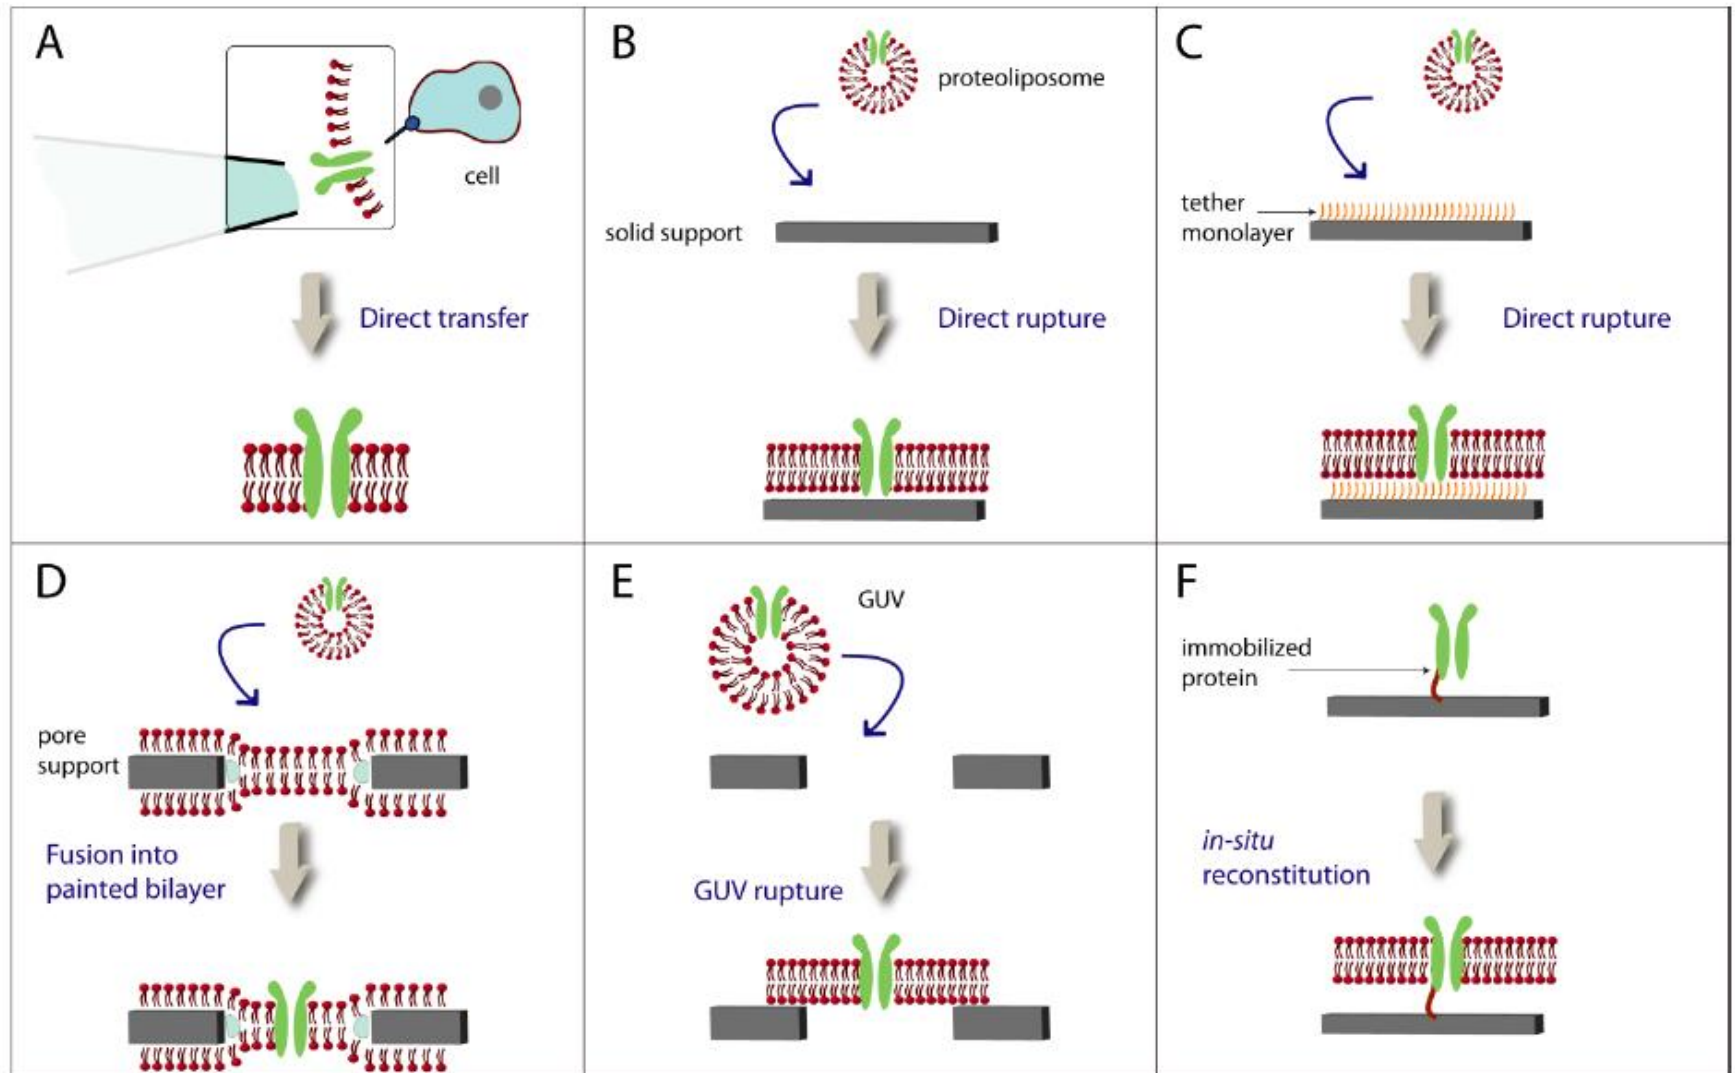 A
cell
Direct transfer
B
proteoliposome
solid support
Direct rupture
C
tether
monolayer
Direct rupture
D
pore
support
Fusion into
painted bilayer
E
GUV
GUV rupture
F
immobilized
protein
in-situ
reconstitution